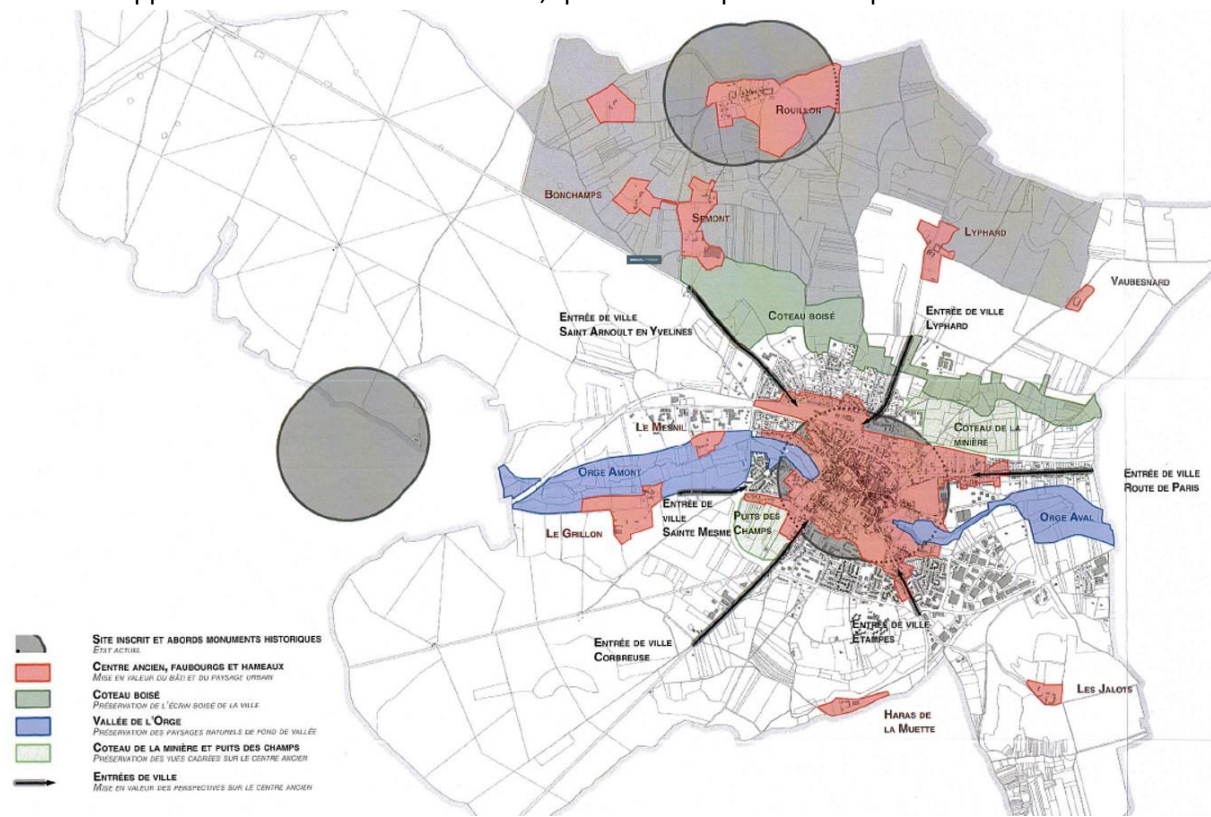 ROUILLON
BONCHAMPS
SEMONT
LYPHARD
VAUBESNARD
ENTRÉE DE VILLE
SAINT ARNOULT EN YVELINES
COTEAU BOISÉ
ENTRÉE DE VILLE
LYPHARD
LE MESNIL
COTEAU DE LA
MINIÈRE
ORGE AMONT
ENTRÉE DE VILLE
ROUTE DE PARIS
ENTRÉE DE
VILLE
SAINTE MESME
PUITS DES
CHAMPS
ORGE AVAL
LE GRILLON
ENTRÉE DE VILLE
ETAMPES
ENTRÉE DE VILLE
CORBREUSE
LES JALOTS
HARAS DE
LA MUETTE
SITE INSCRIT ET ABORDS MONUMENTS HISTORIQUES
ETAT ACTUEL
CENTRE ANCIEN, FAUBOURGS ET HAMEAUX
MISE EN VALEUR DU BÂTI ET DU PAYSAGE URBAIN
COTEAU BOISÉ
PRÉSERVATION DE L'ÉCRIN BOISÉ DE LA VILLE
VALLÉE DE L'ORGE
PRÉSERVATION DES PAYSAGES NATURELS DE FOND DE VALLÉE
COTEAU DE LA MINIÈRE ET PUITS DES CHAMPS
PRÉSERVATION DES VUES CADRÉES SUR LE CENTRE ANCIEN
ENTRÉES DE VILLE
MISE EN VALEUR DES PERSPECTIVES SUR LE CENTRE ANCIEN